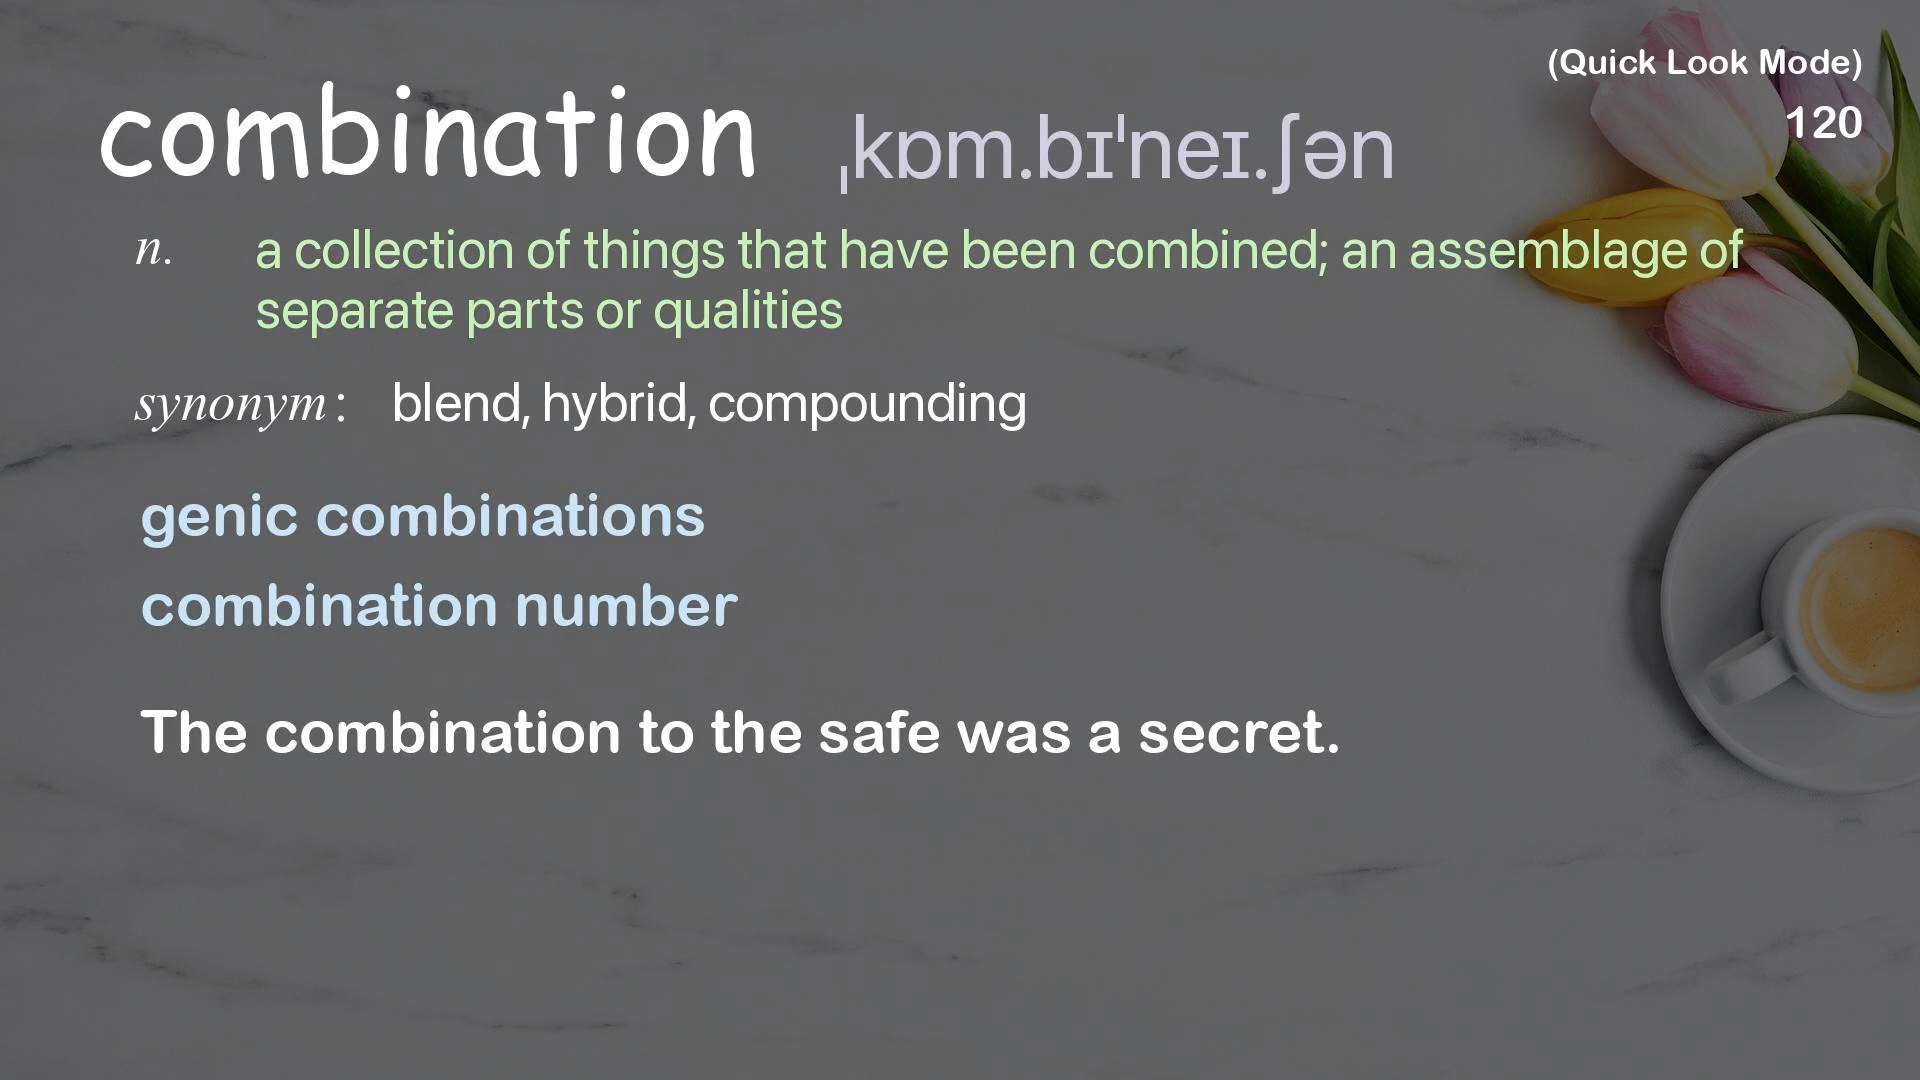 (Quick Look Mode)
120
combination ˌkɒm.bɪˈneɪ.ʃən
n. a collection of things that have been combined; an assemblage of
separate parts or qualities
synonym: blend, hybrid, compounding
genic combinations
combination number
The combination to the safe was a secret.